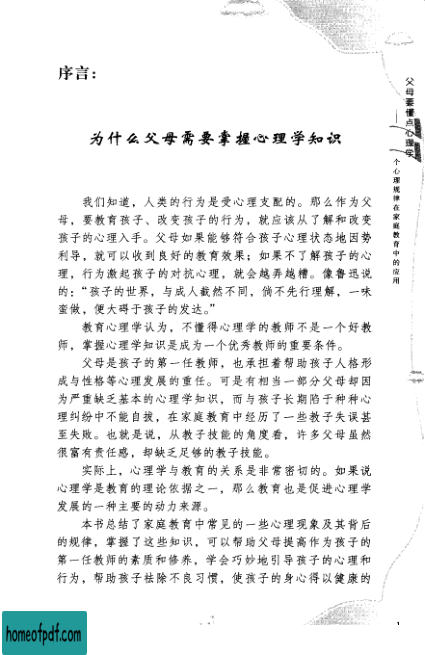 序言：
为什么父母需要掌握心理学知识
我们知道，人类的行为是受心理支配的。那么作为父
母，要教育孩子、改变孩子的行为，就应该从了解和改变
孩子的心理入手。父母如果能够符合孩子心理状态地因势
利导，就可以收到良好的教育效果；如果不了解孩子的心
理，行为激起孩子的对抗心理，就会越弄越糟。像鲁迅说
的：“孩子的世界，与成人截然不同，倘不先行理解，一味
蛮做，便大碍于孩子的发达。”
教育心理学认为，不懂得心理学的教师不是一个好教
师，掌握心理学知识是成为一个优秀教师的重要条件。
父母是孩子的第一任教师，也承担着帮助孩子人格形
成与性格等心理发展的重任。可是有相当一部分父母却因
为严重缺乏基本的心理学知识，而与孩子长期陷于种种心
理纠纷中不能自拔，在家庭教育中经历了一些教子失误甚
至失败。也就是说，从教子技能的角度看，许多父母虽然
很富有责任感，却缺乏足够的教子技能。
实际上，心理学与教育的关系是非常密切的。如果说
心理学是教育的理论依据之一，那么教育也是促进心理学
发展的一种主要的动力来源。
本书总结了家庭教育中常见的一些心理现象及其背后
的规律，掌握了这些知识，可以帮助父母提高作为孩子的
第一任教师的素质和修养，学会巧妙地引导孩子的心理和
行为，帮助孩子祛除不良习惯，使孩子的身心得以健康的
父母要懂点心理学
个心理规律在家庭教育中的应用
1
homeofpdf.com